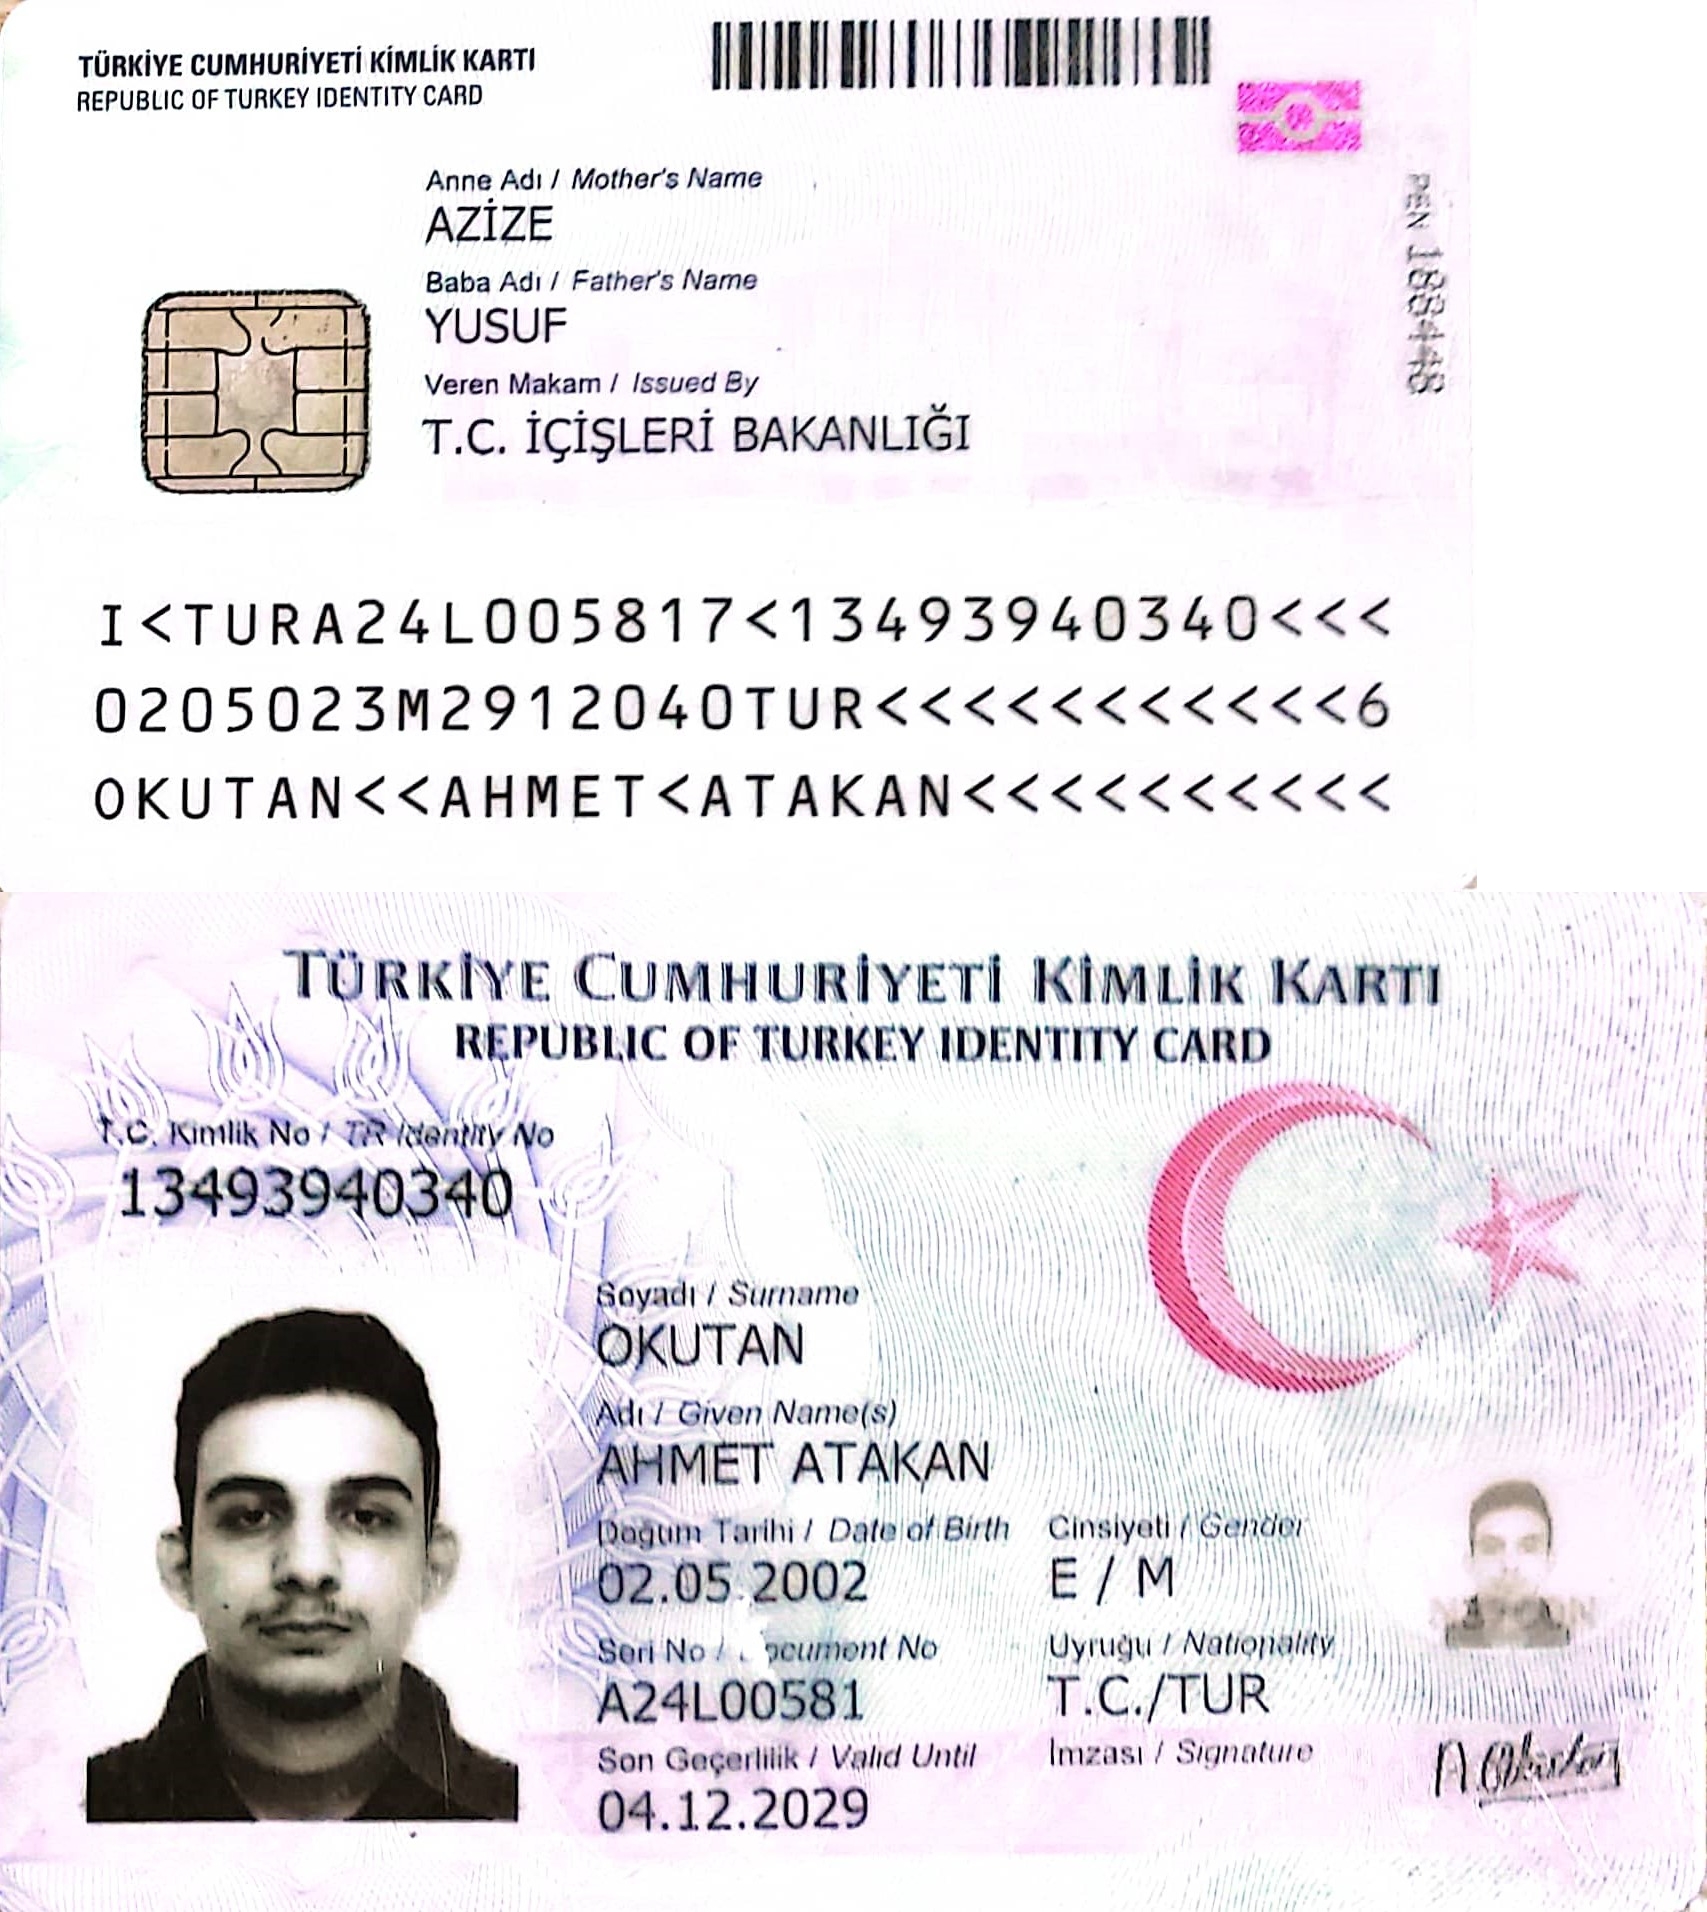 TÜRKİYE CUMHURİYETİ KİMLİK KARTI
REPUBLIC OF TURKEY IDENTITY CARD
Anne Adı / Mother's Name
AZİZE
Baba Adı / Father's Name
YUSUF
Veren Makam / Issued By
T.C. İÇİŞLERİ BAKANLIĞI
PEN 188448
I<TURA24L005817<13493940340<<<
0205023M2912040TUR<<<<<<<<<<<6
OKUTAN<<AHMET<ATAKAN<<<<<<<<<<
TÜRKİYE CUMHURİYETİ KİMLİK KARTI
REPUBLIC OF TURKEY IDENTITY CARD
T.C. Kimlik No / TR Identity No
13493940340
Soyadı / Surname
OKUTAN
Adı / Given Name(s)
AHMET ATAKAN
Doğum Tarihi / Date of Birth Cinsiyeti / Gender
02.05.2002 E / M
Seri No / Document No Uyruğu / Nationality
A24L00581 T.C./TUR
Son Geçerlilik / Valid Until İmzası / Signature
04.12.2029 A. Okutan